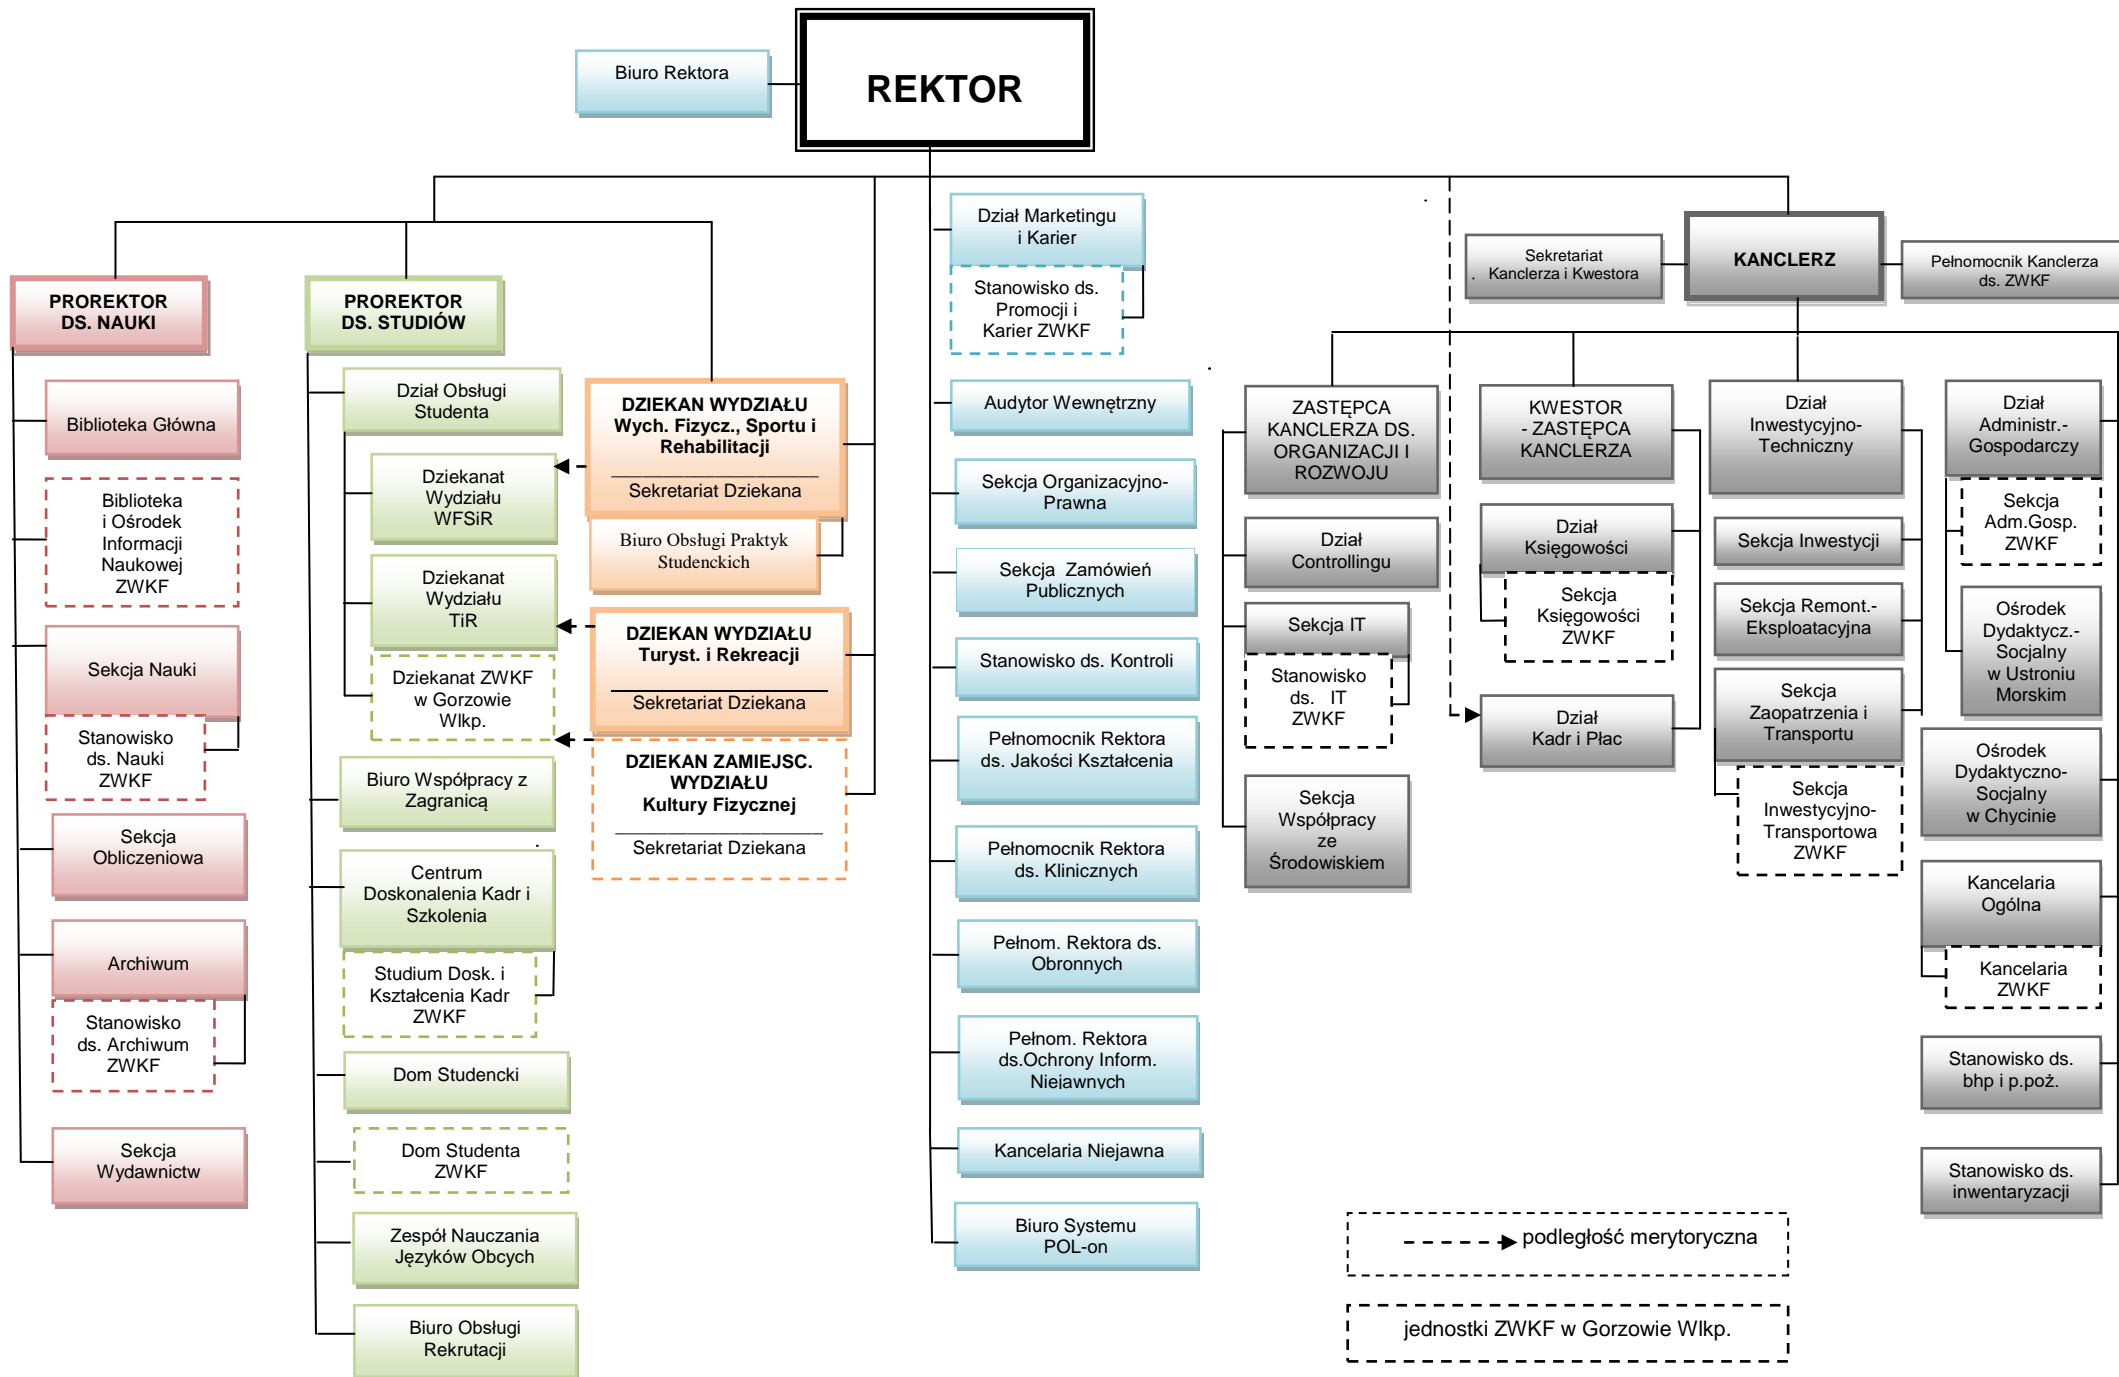 Biuro Rektora
REKTOR
PROREKTOR
DS. NAUKI
Biblioteka Główna
Biblioteka
i Ośrodek
Informacji
Naukowej
ZWKF
Sekcja Nauki
Stanowisko
ds. Nauki
ZWKF
Sekcja
Obliczeniowa
Archiwum
Stanowisko
ds. Archiwum
ZWKF
Sekcja
Wydawnictw
PROREKTOR
DS. STUDIÓW
Dział Obsługi
Studenta
Dziekanat
Wydziału
WFSiR
Dziekanat
Wydziału
TiR
Dziekanat ZWKF
w Gorzowie
Wlkp.
Biuro Współpracy z
Zagranicą
Centrum
Doskonalenia Kadr i
Szkolenia
Studium Dosk. i
Kształcenia Kadr
ZWKF
Dom Studencki
Dom Studenta
ZWKF
Zespół Nauczania
Języków Obcych
Biuro Obsługi
Rekrutacji
DZIEKAN WYDZIAŁU
Wych. Fizycz., Sportu i
Rehabilitacji
Sekretariat Dziekana
Biuro Obsługi Praktyk
Studenckich
DZIEKAN WYDZIAŁU
Turyst. i Rekreacji
Sekretariat Dziekana
DZIEKAN ZAMIEJSC.
WYDZIAŁU
Kultury Fizycznej
Sekretariat Dziekana
Dział Marketingu
i Karier
Stanowisko ds.
Promocji i
Karier ZWKF
Audytor Wewnętrzny
Sekcja Organizacyjno-
Prawna
Sekcja Zamówień
Publicznych
Stanowisko ds. Kontroli
Pełnomocnik Rektora
ds. Jakości Kształcenia
Pełnomocnik Rektora
ds. Klinicznych
Pełnom. Rektora ds.
Obronnych
Pełnom. Rektora
ds.Ochrony Inform.
Niejawnych
Kancelaria Niejawna
Biuro Systemu
POL-on
Sekretariat
Kanclerza i Kwestora
KANCLERZ
Pełnomocnik Kanclerza
ds. ZWKF
ZASTĘPCA
KANCLERZA DS.
ORGANIZACJI I
ROZWOJU
Dział
Controllingu
Sekcja IT
Stanowisko
ds. IT
ZWKF
Sekcja
Współpracy
ze
Środowiskiem
KWESTOR
- ZASTĘPCA
KANCLERZA
Dział
Księgowości
Sekcja
Księgowości
ZWKF
Dział
Kadr i Płac
Dział
Inwestycyjno-
Techniczny
Sekcja Inwestycji
Sekcja Remont.-
Eksploatacyjna
Sekcja
Zaopatrzenia i
Transportu
Sekcja
Inwestycyjno-
Transportowa
ZWKF
Dział
Administr.-
Gospodarczy
Sekcja
Adm.Gosp.
ZWKF
Ośrodek
Dydaktycz.-
Socjalny
w Ustroniu
Morskim
Ośrodek
Dydaktyczno-
Socjalny
w Chycinie
Kancelaria
Ogólna
Kancelaria
ZWKF
Stanowisko ds.
bhp i p.poż.
Stanowisko ds.
inwentaryzacji
podległość merytoryczna
jednostki ZWKF w Gorzowie Wlkp.